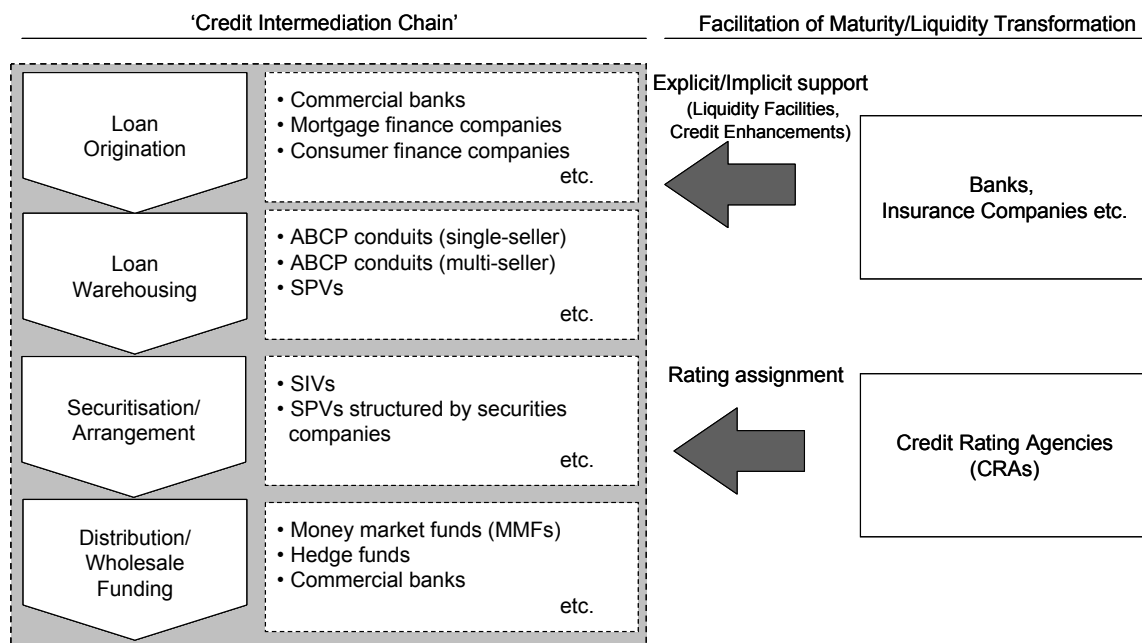 ‘Credit Intermediation Chain’
Facilitation of Maturity/Liquidity Transformation
Loan
Origination
• Commercial banks
• Mortgage finance companies
• Consumer finance companies
etc.
Explicit/Implicit support
(Liquidity Facilities,
Credit Enhancements)
Banks,
Insurance Companies etc.
Loan
Warehousing
• ABCP conduits (single-seller)
• ABCP conduits (multi-seller)
• SPVs
etc.
Securitisation/
Arrangement
• SIVs
• SPVs structured by securities
companies
etc.
Rating assignment
Credit Rating Agencies
(CRAs)
Distribution/
Wholesale
Funding
• Money market funds (MMFs)
• Hedge funds
• Commercial banks
etc.